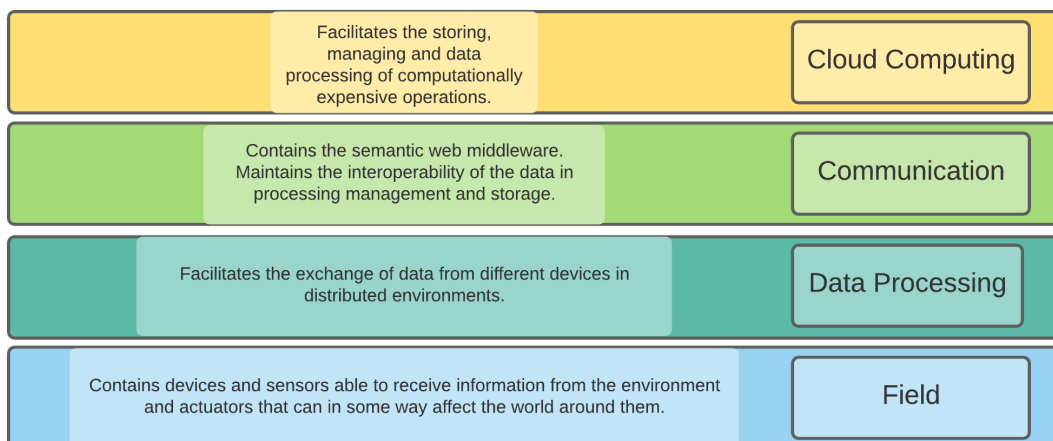 Facilitates the storing,
managing and data
processing of computationally
expensive operations.
Cloud Computing
Contains the semantic web middleware.
Maintains the interoperability of the data in
processing management and storage.
Communication
Facilitates the exchange of data from different devices in
distributed environments.
Data Processing
Contains devices and sensors able to receive information from the environment
and actuators that can in some way affect the world around them.
Field